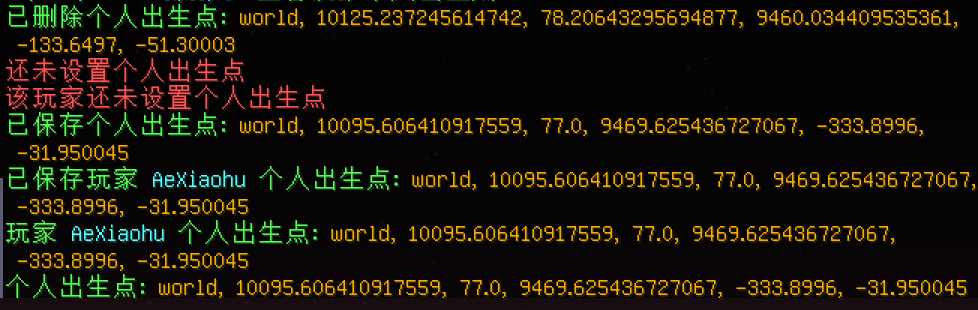 已删除个人出生点: world, 10125.237245614742, 78.20643295694877, 9460.034409535361,
-133.6497, -51.30003
还未设置个人出生点
该玩家还未设置个人出生点
已保存个人出生点: world, 10095.606410917559, 77.0, 9469.625436727067, -333.8996,
-31.950045
已保存玩家 AeXiaohu 个人出生点: world, 10095.606410917559, 77.0, 9469.625436727067,
-333.8996, -31.950045
玩家 AeXiaohu 个人出生点: world, 10095.606410917559, 77.0, 9469.625436727067,
-333.8996, -31.950045
个人出生点: world, 10095.606410917559, 77.0, 9469.625436727067, -333.8996, -31.950045